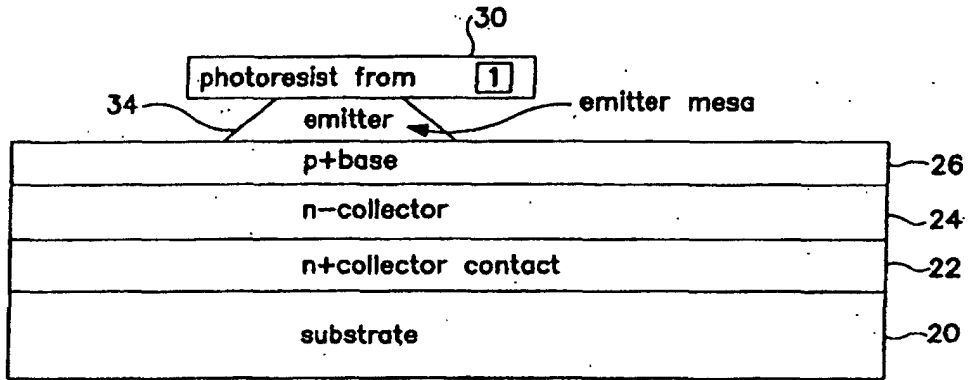 30
photoresist from 1
34
emitter
emitter mesa
p+base
26
n-collector
24
n+collector contact
22
substrate
20